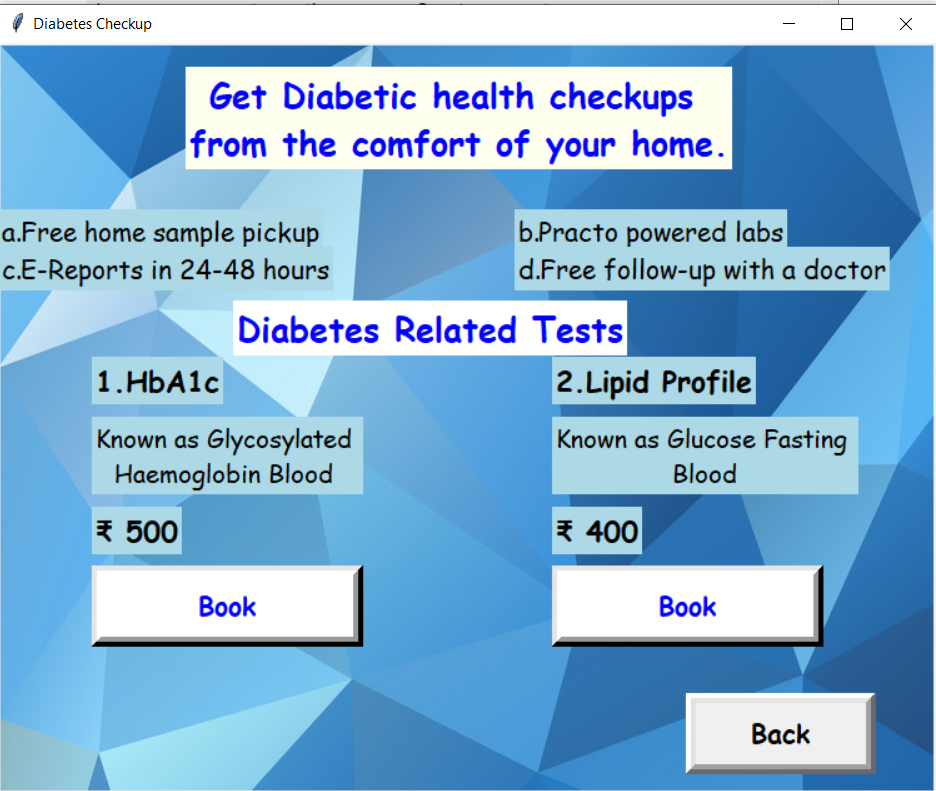 Diabetes Checkup
Get Diabetic health checkups
from the comfort of your home.
a.Free home sample pickup
b.Practo powered labs
c.E-Reports in 24-48 hours
d.Free follow-up with a doctor
Diabetes Related Tests
1.HbA1c
2.Lipid Profile
Known as Glycosylated
Haemoglobin Blood
Known as Glucose Fasting
Blood
₹ 500
₹ 400
Book
Book
Back